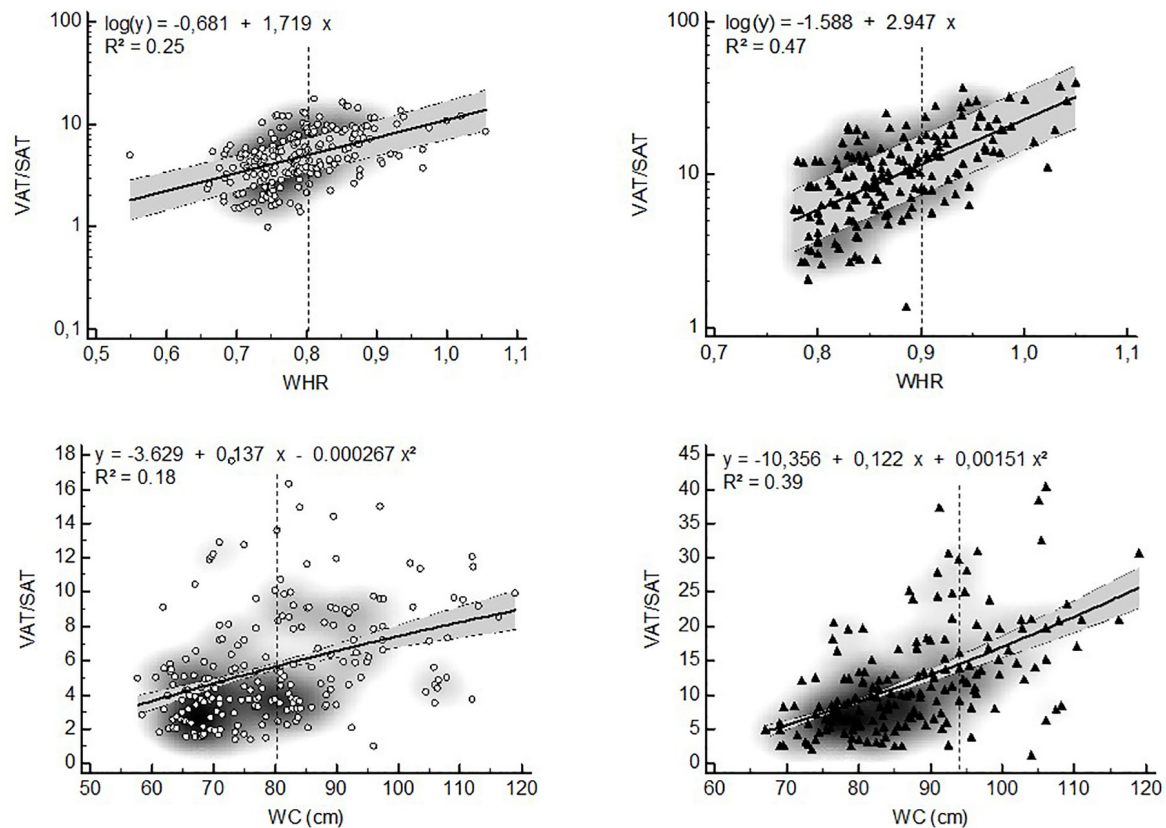 log(y) = -0,681 + 1,719 x
R² = 0.25
100
10
1
0,1
VAT/SAT
0,5 0,6 0,7 0,8 0,9 1,0 1,1
WHR
log(y) = -1.588 + 2.947 x
R² = 0.47
100
10
1
VAT/SAT
0,7 0,8 0,9 1,0 1,1
WHR
y = -3.629 + 0,137 x - 0.000267 x²
R² = 0.18
18
16
14
12
10
8
6
4
2
0
VAT/SAT
50 60 70 80 90 100 110 120
WC (cm)
y = -10,356 + 0,122 x + 0,00151 x²
R² = 0.39
45
40
35
30
25
20
15
10
5
0
VAT/SAT
60 70 80 90 100 110 120
WC (cm)